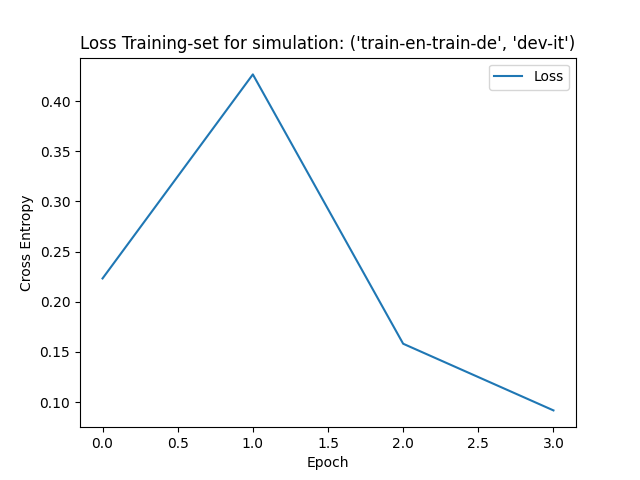 Loss Training-set for simulation: ('train-en-train-de', 'dev-it')
Loss
0.40
0.35
0.30
0.25
0.20
0.15
0.10
Cross Entropy
0.0 0.5 1.0 1.5 2.0 2.5 3.0
Epoch